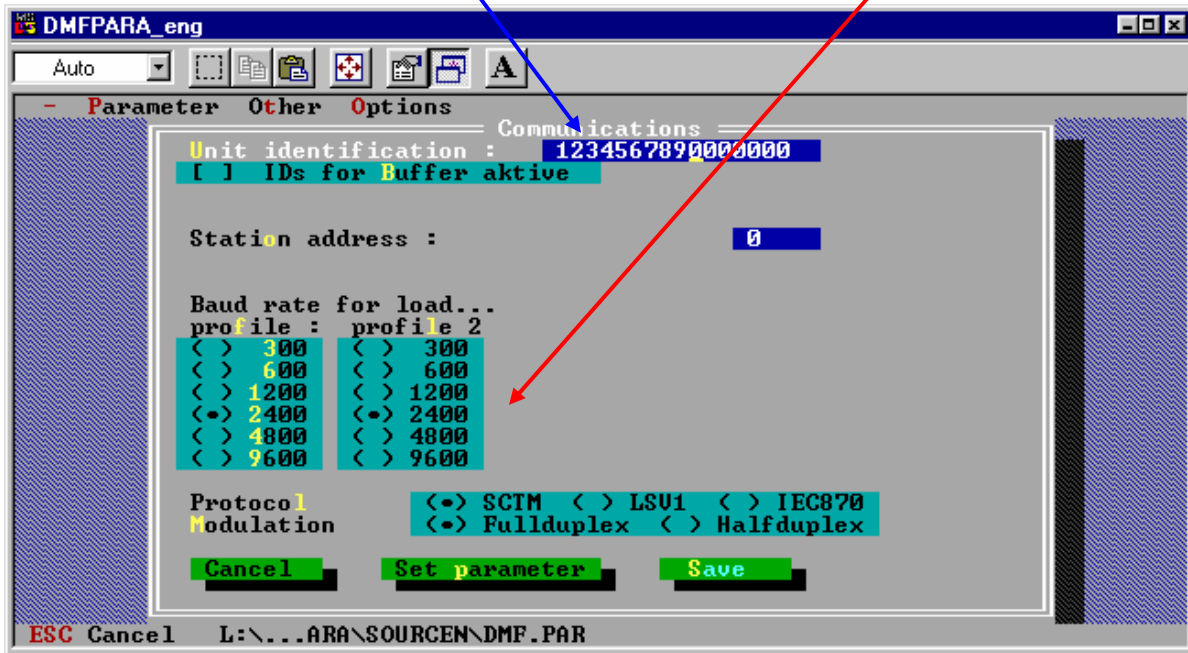 DMFPARA_eng
Auto A
- Parameter Other Options
Communications
Unit identification : 1234567890000000
[ ] IDs for Buffer aktive
Station address : 0
Baud rate for load...
profile : profile 2
( ) 300 ( ) 300
( ) 600 ( ) 600
( ) 1200 ( ) 1200
(•) 2400 (•) 2400
( ) 4800 ( ) 4800
( ) 9600 ( ) 9600
Protocol (•) SCTM ( ) LSV1 ( ) IEC870
Modulation (•) Fullduplex ( ) Halfduplex
Cancel Set parameter Save
ESC Cancel L:\...ARA\SOURCEN\DMF.PAR